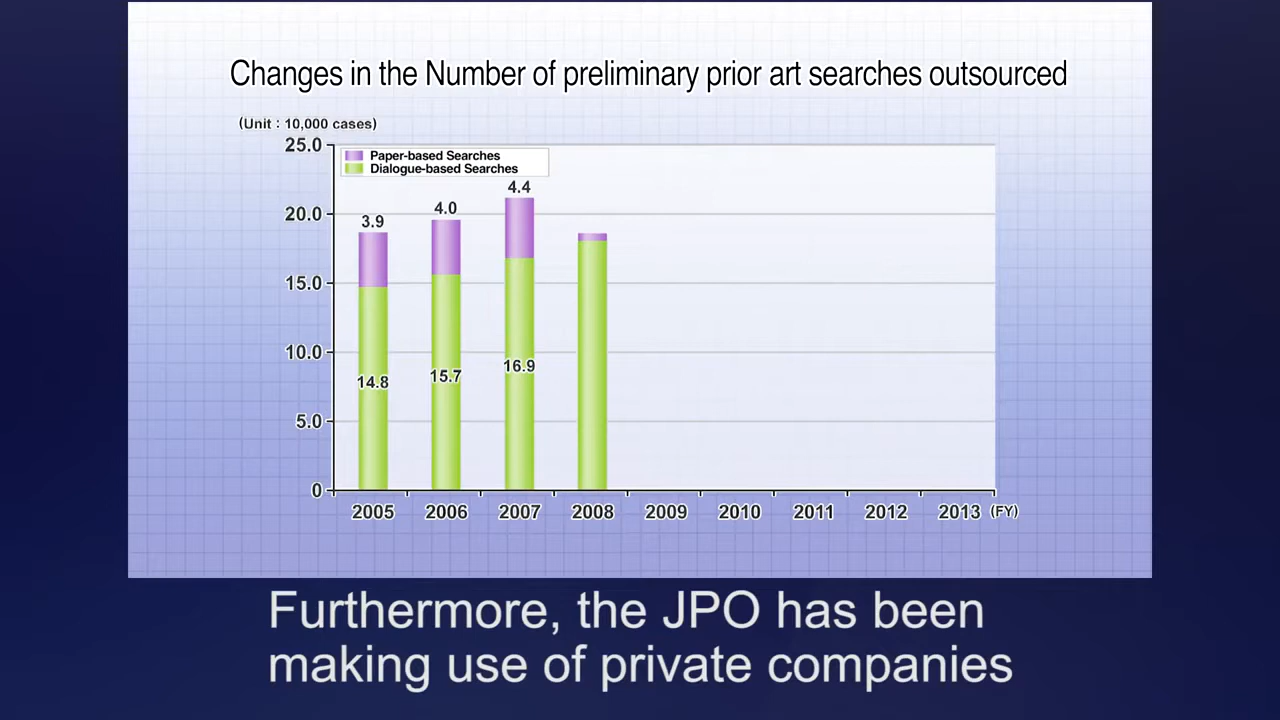 Changes in the Number of preliminary prior art searches outsourced
(Unit : 10,000 cases)
25.0
Paper-based Searches
Dialogue-based Searches
4.4
20.0
3.9
4.0
15.0
10.0
14.8
15.7
16.9
5.0
0
2005 2006 2007 2008 2009 2010 2011 2012 2013 (FY)
Furthermore, the JPO has been
making use of private companies